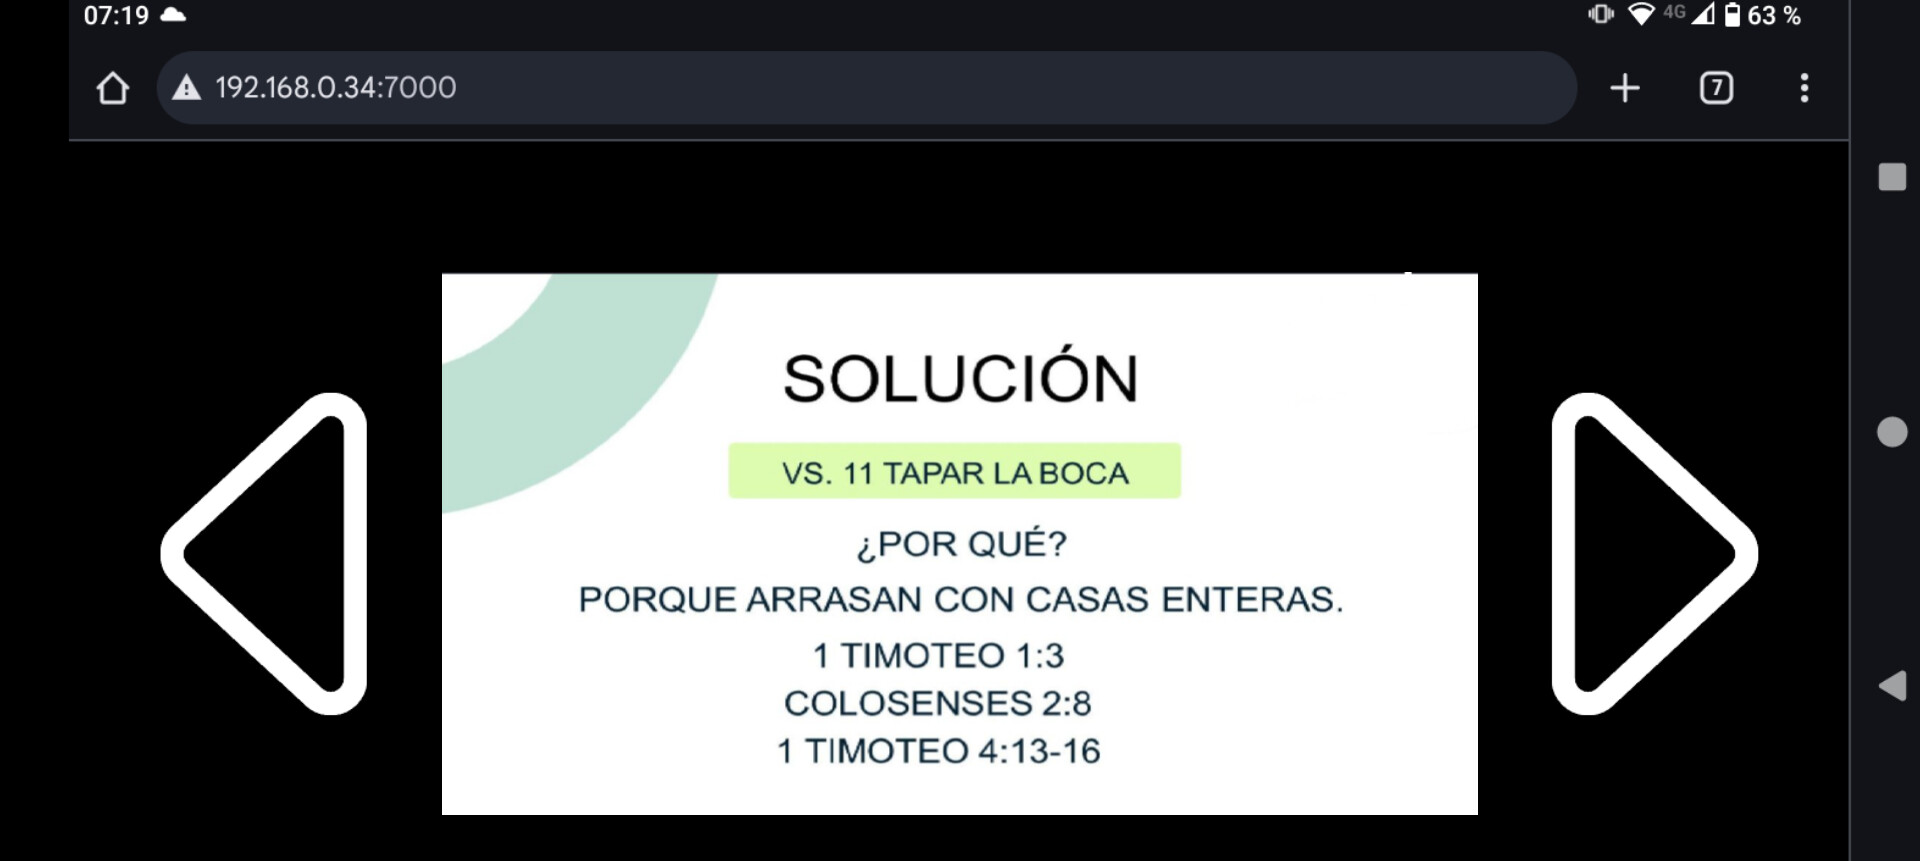 07:19
4G
63 %
192.168.0.34:7000
7
SOLUCIÓN
VS. 11 TAPAR LA BOCA
¿POR QUÉ?
PORQUE ARRASAN CON CASAS ENTERAS.
1 TIMOTEO 1:3
COLOSENSES 2:8
1 TIMOTEO 4:13-16